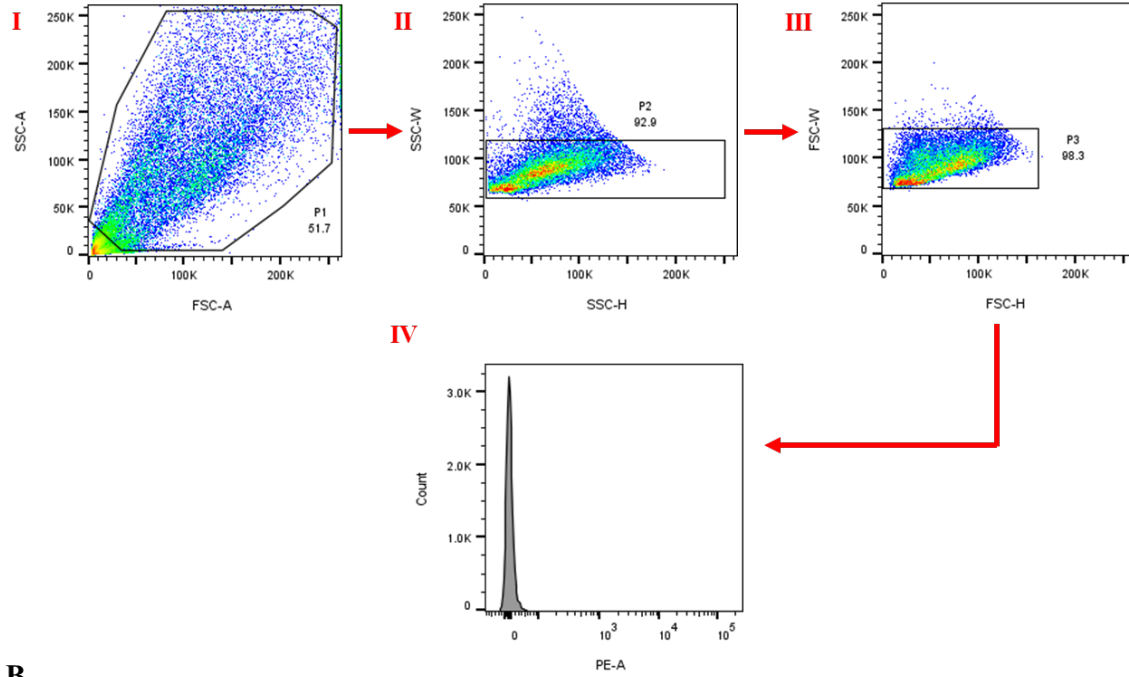 I
250K
200K
150K
100K
50K
0
SSC-A
P1
51.7
0
100K
200K
FSC-A
II
250K
200K
150K
100K
50K
0
SSC-W
P2
92.9
0
100K
200K
SSC-H
III
250K
200K
150K
100K
50K
0
FSC-W
P3
98.3
0
100K
200K
FSC-H
IV
3.0K
2.0K
1.0K
0
Count
0
10^3
10^4
10^5
PE-A
B